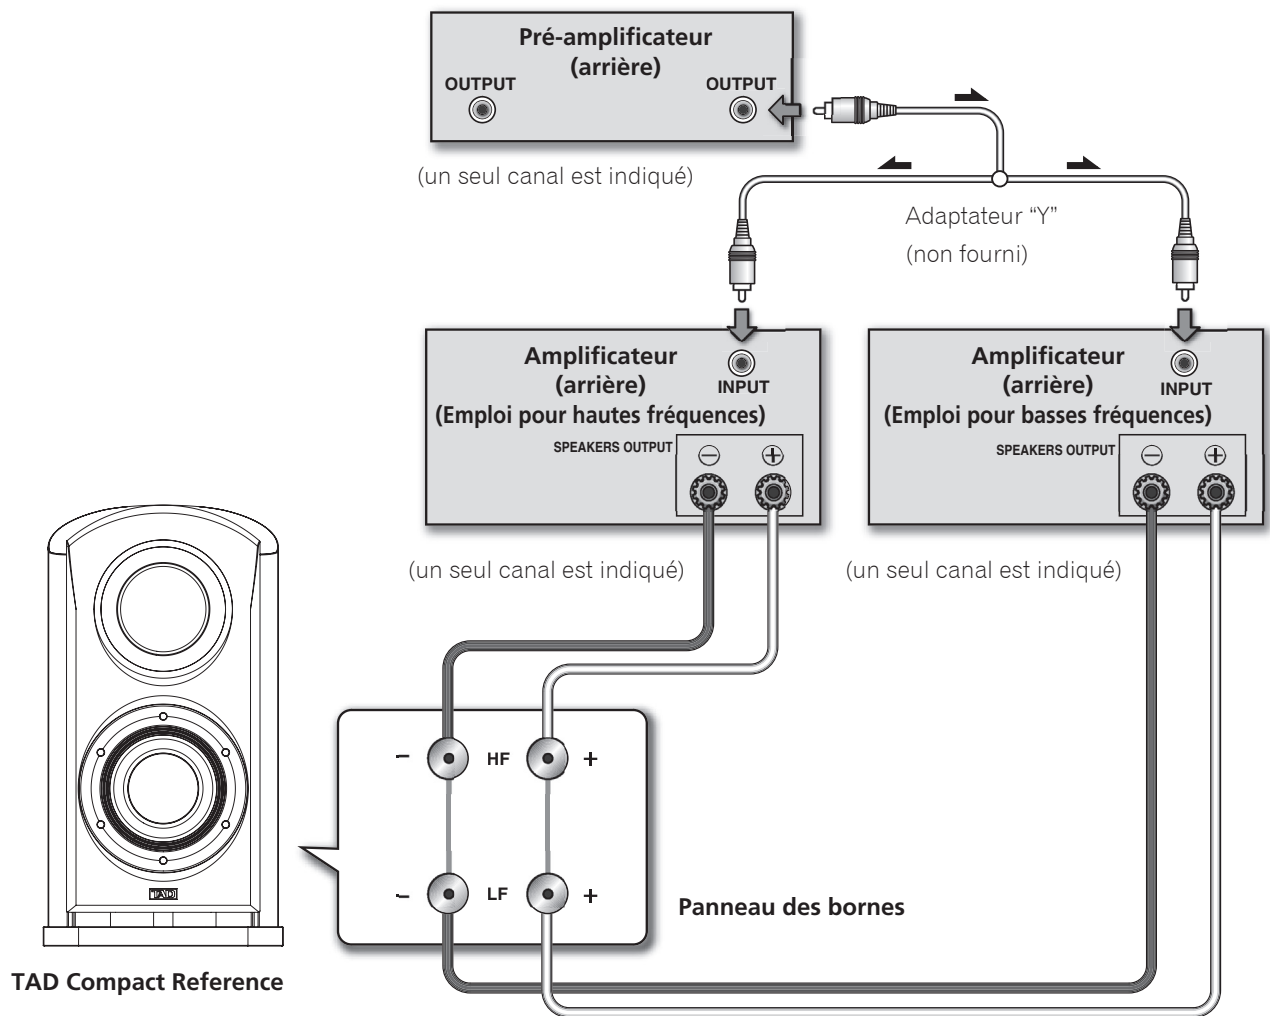 Pré-amplificateur
(arrière)
OUTPUT
OUTPUT
(un seul canal est indiqué)
Adaptateur “Y”
(non fourni)
Amplificateur
(arrière)
INPUT
(Emploi pour hautes fréquences)
SPEAKERS OUTPUT
⊖ ⊕
Amplificateur
(arrière)
INPUT
(Emploi pour basses fréquences)
SPEAKERS OUTPUT
⊖ ⊕
(un seul canal est indiqué)
(un seul canal est indiqué)
– HF +
– LF +
Panneau des bornes
TAD
TAD Compact Reference